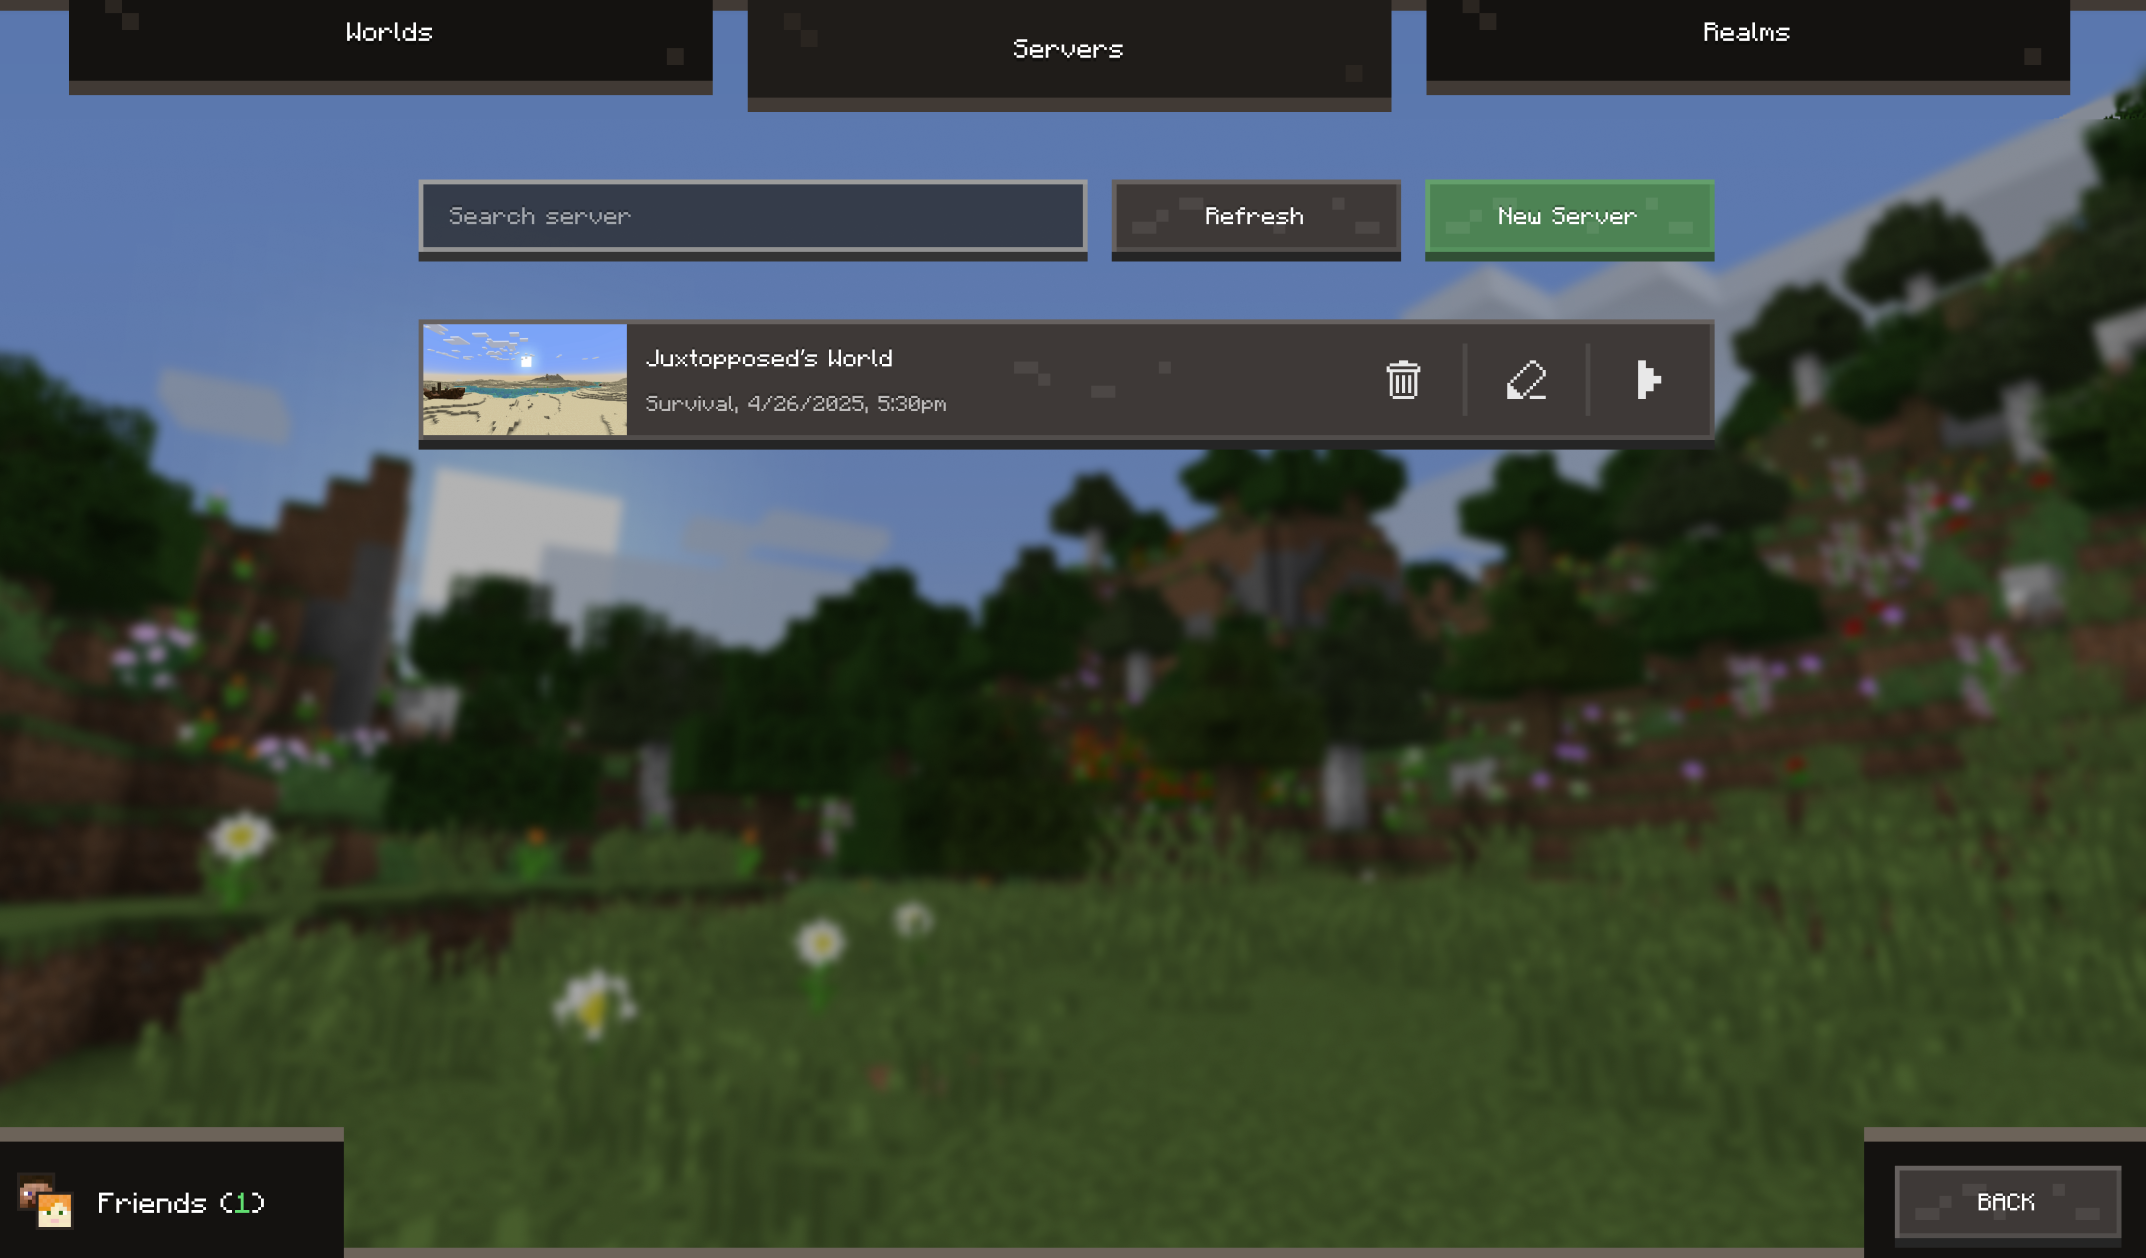 Worlds
Servers
Realms
Search server
Refresh
New Server
Juxtopposed's World
Survival, 4/26/2025, 5:30pm
Friends (1)
BACK